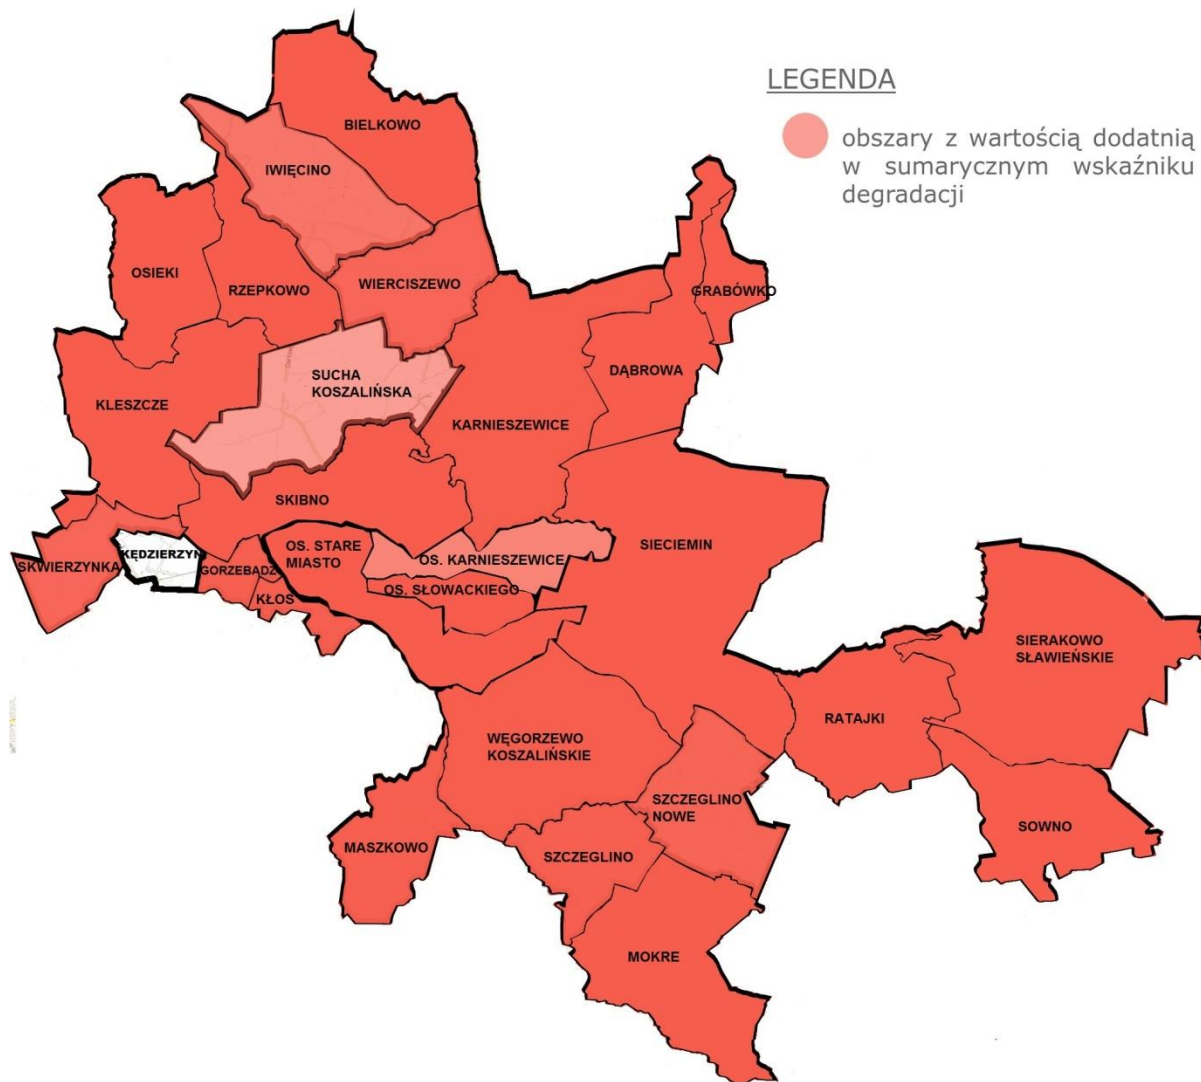 LEGENDA
obszary z wartością dodatnią
w sumarycznym wskaźniku
degradacji
BIELKOWO
IWIĘCINO
OSIEKI
RZEPKOWO
WIERCISZEWO
GRABÓWKO
DĄBROWA
SUCHA
KOSZALIŃSKA
KLESZCZE
KARNIESZEWICE
SKIBNO
SIECIEMIN
OS. STARE
MIASTO
OS. KARNIESZEWICE
KĘDZIERZYN
SKWIERZYNKA
GORZEBĄDZ
OS. SŁOWACKIEGO
KŁOS
SIERAKOWO
SŁAWIEŃSKIE
RATAJKI
WĘGORZEWO
KOSZALIŃSKIE
SZCZEGLINO
NOWE
SOWNO
MASZKOWO
SZCZEGLINO
MOKRE